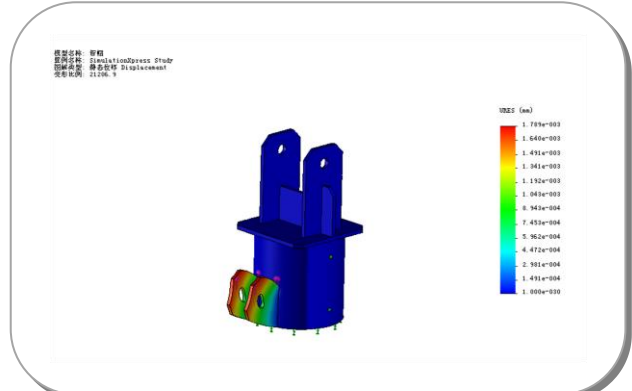 模型名称:
算例名称: SimulationXpress Study
图解类型: 静态位移 Displacement
变形比例: 21206.9
URES (mm)
1.789e-003
1.640e-003
1.491e-003
1.341e-003
1.192e-003
1.043e-003
8.943e-004
7.453e-004
5.962e-004
4.472e-004
2.981e-004
1.491e-004
1.000e-030